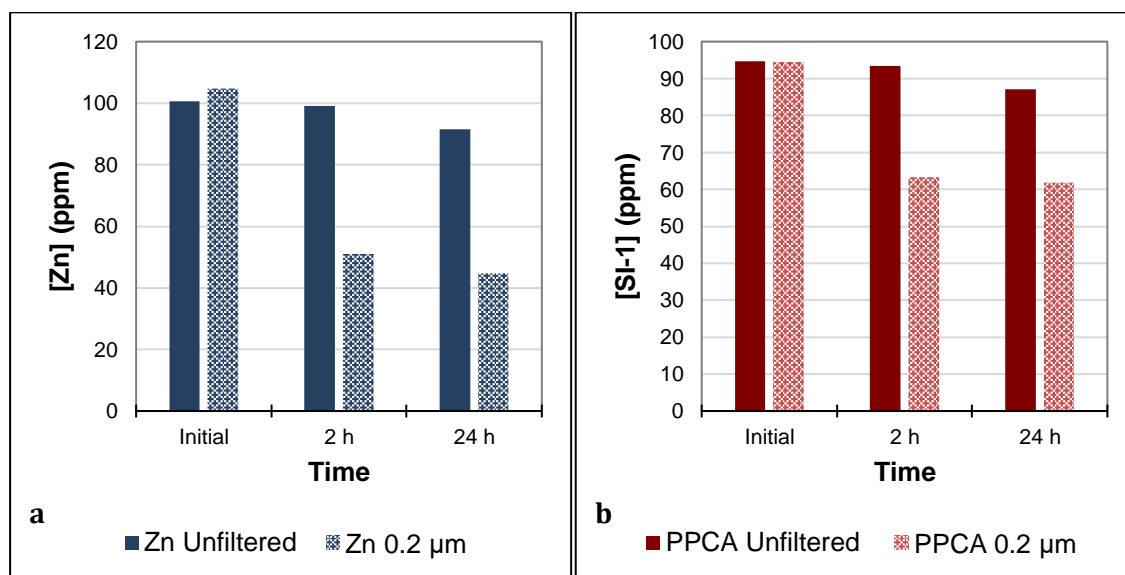 120
100
80
60
40
20
0
[Zn] (ppm)
Initial 2 h 24 h
Time
a
Zn Unfiltered Zn 0.2 µm
100
90
80
70
60
50
40
30
20
10
0
[SI-1] (ppm)
Initial 2 h 24 h
Time
b
PPCA Unfiltered PPCA 0.2 µm